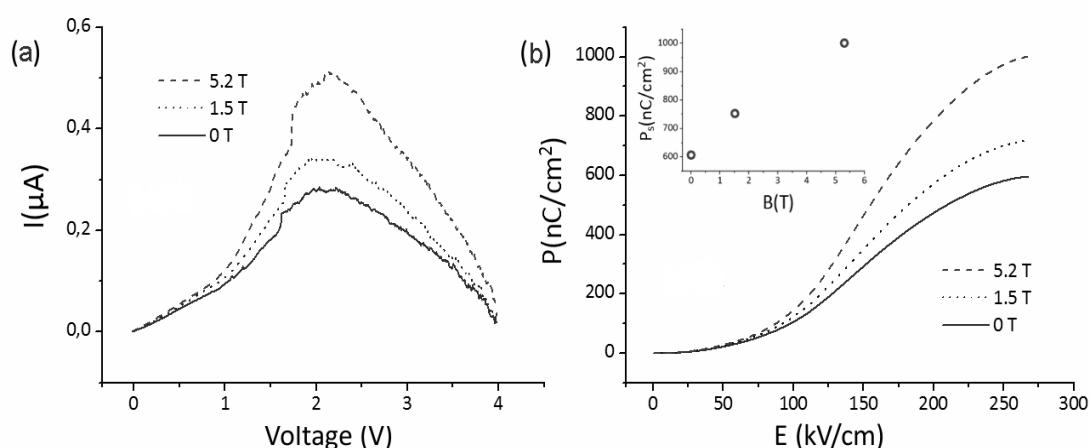 (a)
0,6
0,4
0,2
0,0
I(μA)
5.2 T
1.5 T
0 T
0 1 2 3 4
Voltage (V)
(b)
1000
800
600
400
200
0
P(nC/cm²)
1000
900
800
700
600
Pₛ(nC/cm²)
0 1 2 3 4 5 6
B(T)
5.2 T
1.5 T
0 T
0 50 100 150 200 250 300
E (kV/cm)